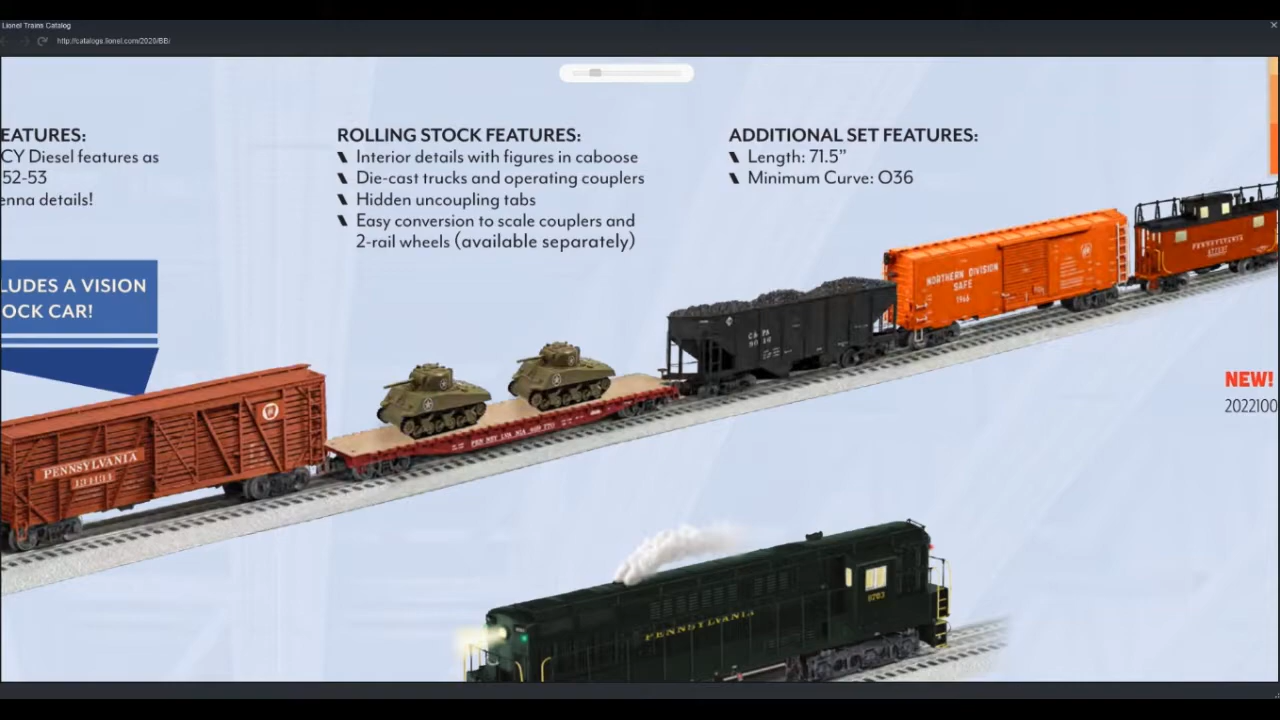 Lionel Trains Catalog
http://catalogs.lionel.com/2020/BB/
EATURES:
CY Diesel features as
52-53
enna details!
ROLLING STOCK FEATURES:
Interior details with figures in caboose
Die-cast trucks and operating couplers
Hidden uncoupling tabs
Easy conversion to scale couplers and
2-rail wheels (available separately)
ADDITIONAL SET FEATURES:
Length: 71.5”
Minimum Curve: O36
LUDES A VISION
OCK CAR!
NORTHERN DIVISION
SAFE
PENNSYLVANIA
NEW!
2022100
PENNSYLVANIA
PENNSYLVANIA
PENNSYLVANIA